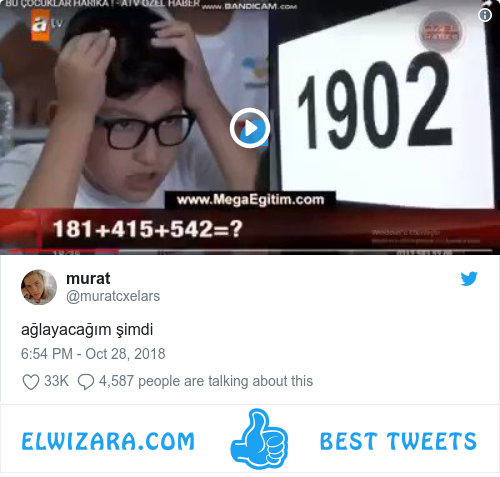 BU ÇOCUKLAR HARİKA! - ATV ÖZEL HABER www.BANDICAM.com
a tv
1902
www.MegaEgitim.com
181+415+542=?
murat
@muratcxelars
ağlayacağım şimdi
6:54 PM - Oct 28, 2018
33K 4,587 people are talking about this
ELWIZARA.COM BEST TWEETS